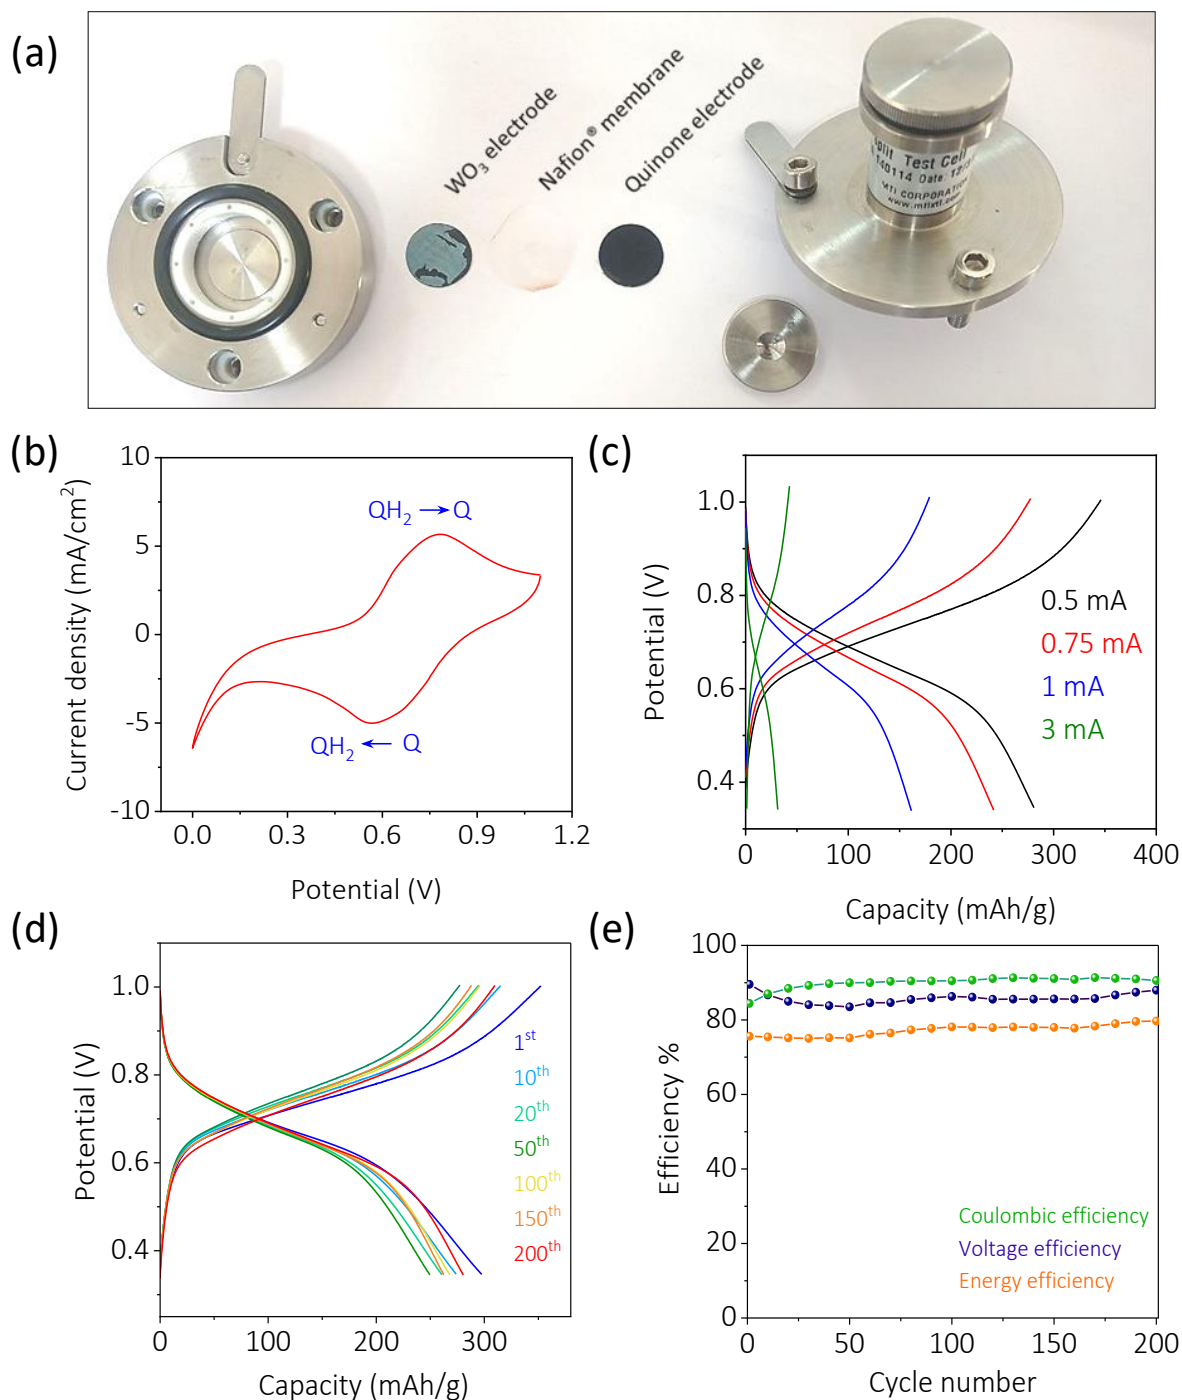 (a)
WO₃ electrode
Nafion® membrane
Quinone electrode
Split Test Cell
140114 Date:
MTI CORPORATION
(b)
10
5
0
-5
-10
0.0 0.3 0.6 0.9 1.2
Current density (mA/cm²)
Potential (V)
QH₂ → Q
QH₂ ← Q
(c)
1.0
0.8
0.6
0.4
0 100 200 300 400
Potential (V)
Capacity (mAh/g)
0.5 mA
0.75 mA
1 mA
3 mA
(d)
1.0
0.8
0.6
0.4
0 100 200 300
Potential (V)
Capacity (mAh/g)
1st
10th
20th
50th
100th
150th
200th
(e)
100
80
60
40
20
0
0 50 100 150 200
Efficiency %
Cycle number
Coulombic efficiency
Voltage efficiency
Energy efficiency